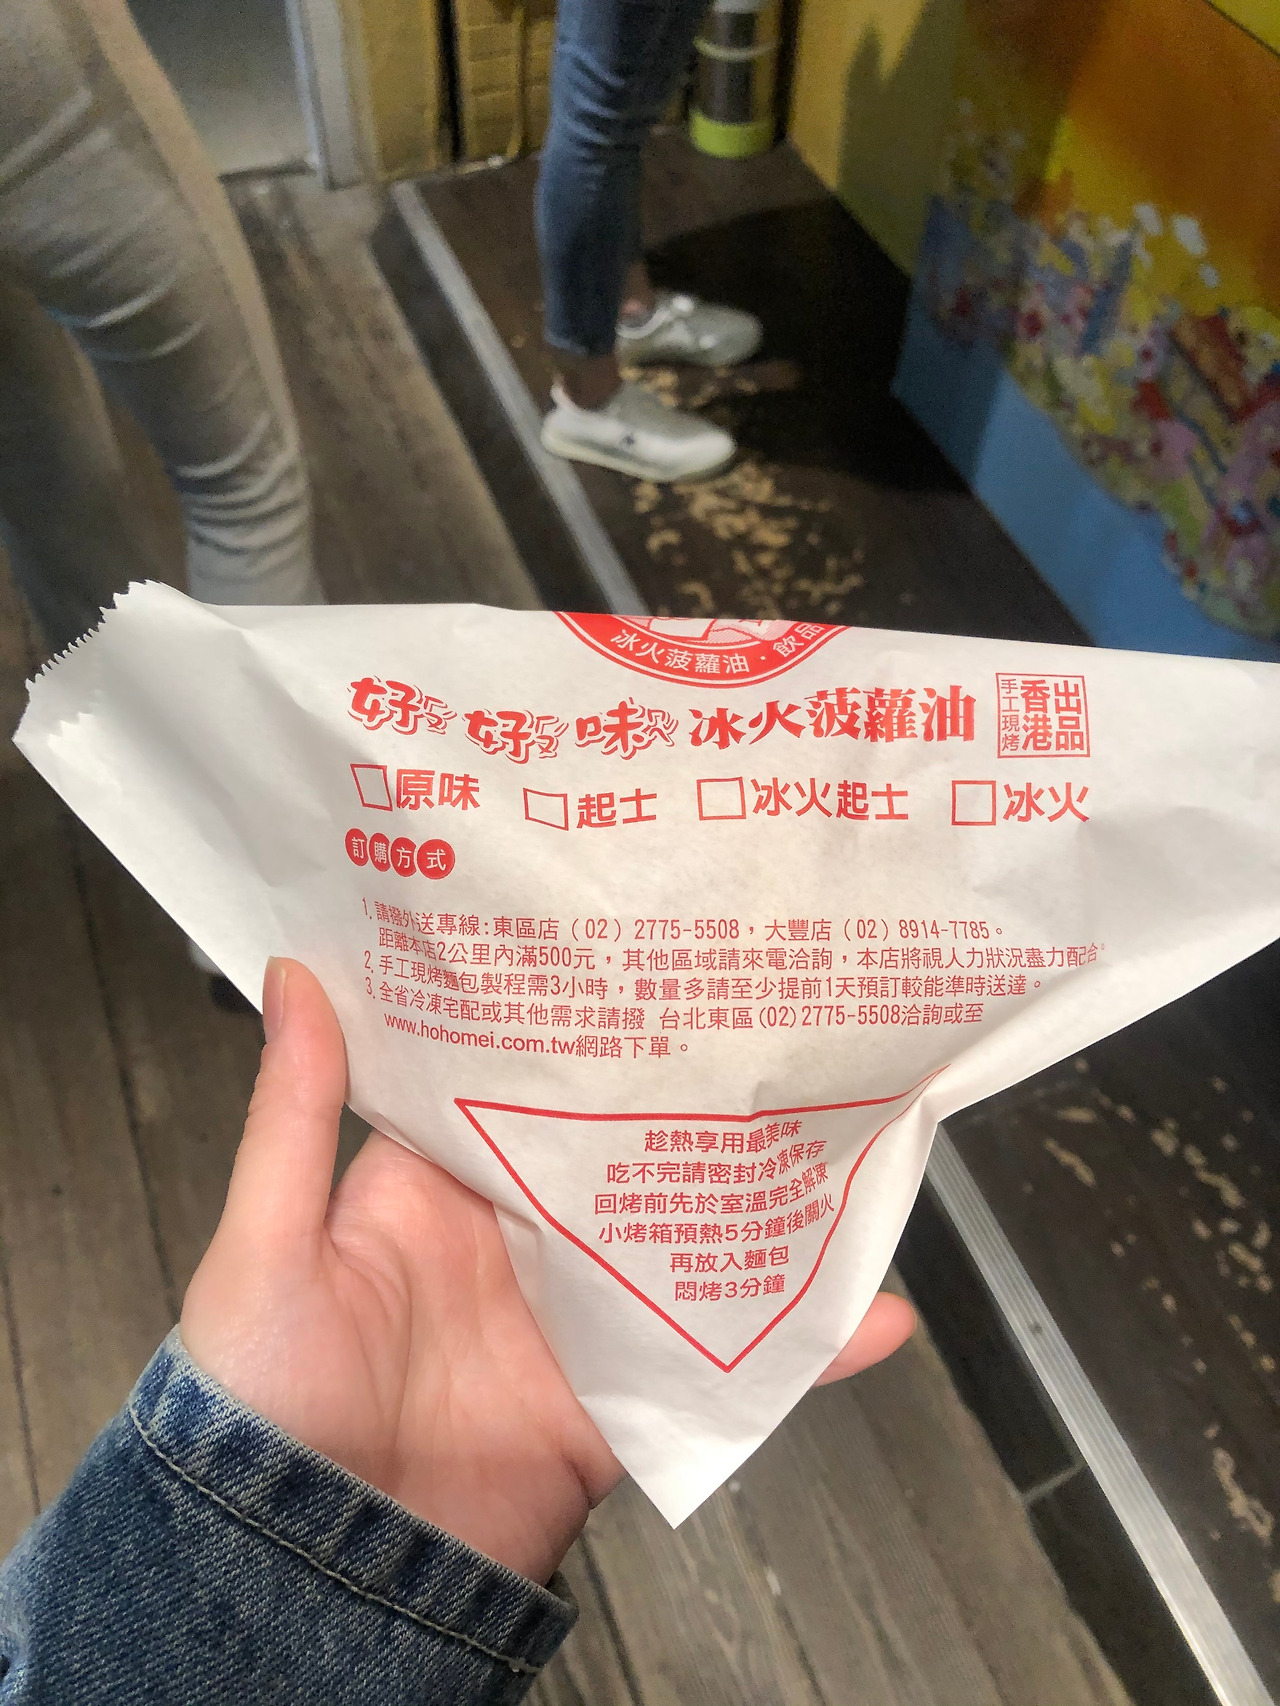 冰火菠蘿油・飲品
好好味冰火菠蘿油 手工現烤 香港出品
□原味 □起士 □冰火起士 □冰火
訂購方式
1. 請撥外送專線:東區店（02）2775-5508，大豐店（02）8914-7785。
距離本店2公里內滿500元，其他區域請來電洽詢，本店將視人力狀況盡力配合。
2. 手工現烤麵包製程需3小時，數量多請至少提前1天預訂較能準時送達。
3. 全省冷凍宅配或其他需求請撥 台北東區(02)2775-5508洽詢或至
www.hohomei.com.tw網路下單。
趁熱享用最美味
吃不完請密封冷凍保存
回烤前先於室溫完全解凍
小烤箱預熱5分鐘後關火
再放入麵包
悶烤3分鐘